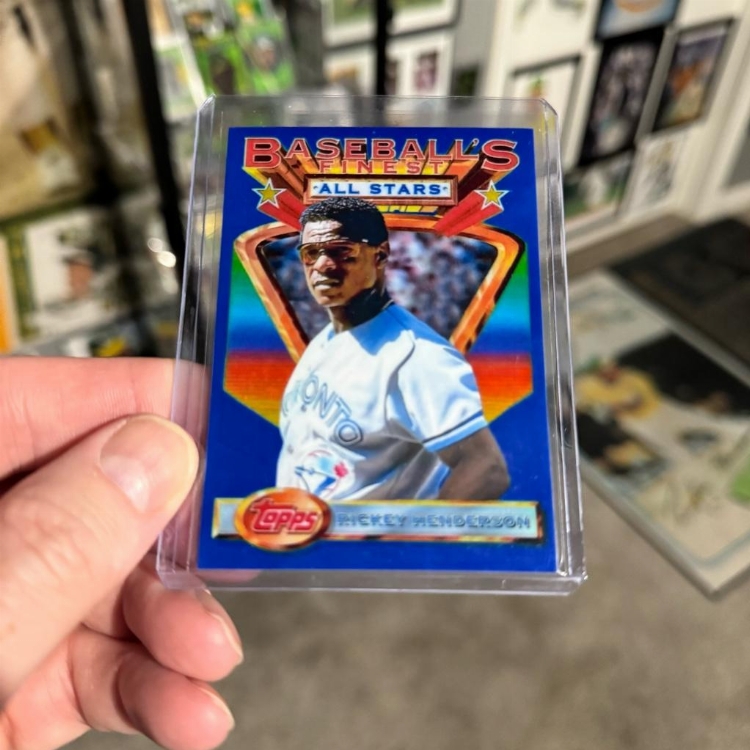 BASEBALL'S
FINEST
ALL STARS
TORONTO
Topps
RICKEY HENDERSON